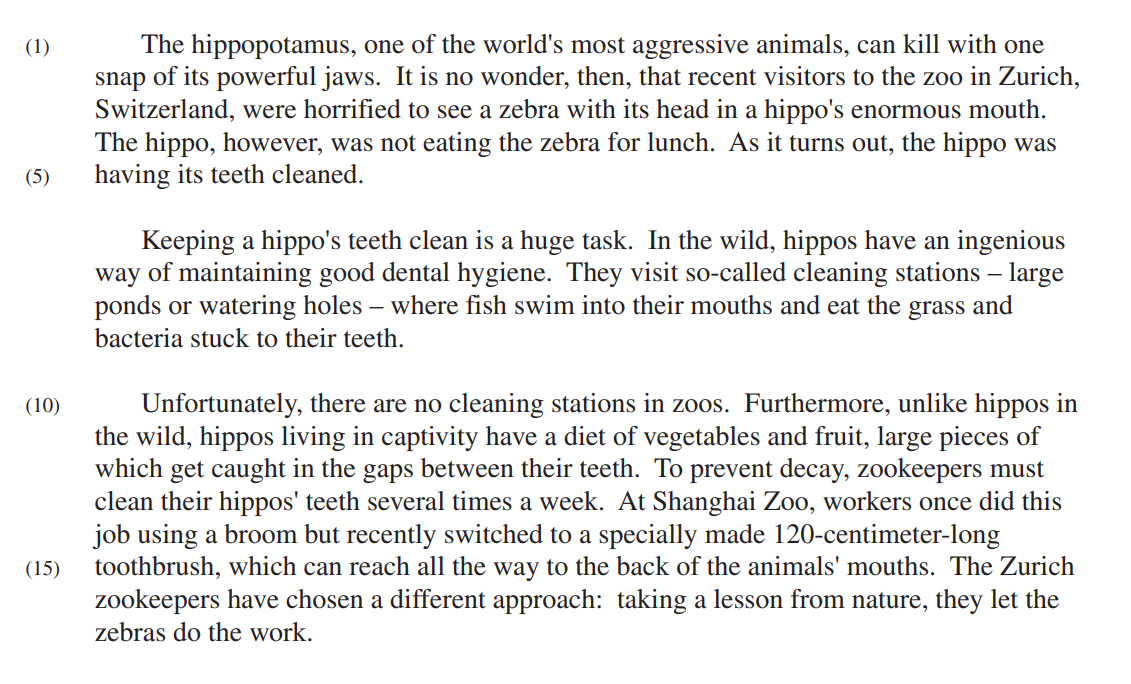 (1) The hippopotamus, one of the world's most aggressive animals, can kill with one
snap of its powerful jaws. It is no wonder, then, that recent visitors to the zoo in Zurich,
Switzerland, were horrified to see a zebra with its head in a hippo's enormous mouth.
The hippo, however, was not eating the zebra for lunch. As it turns out, the hippo was
(5) having its teeth cleaned.
Keeping a hippo's teeth clean is a huge task. In the wild, hippos have an ingenious
way of maintaining good dental hygiene. They visit so-called cleaning stations – large
ponds or watering holes – where fish swim into their mouths and eat the grass and
bacteria stuck to their teeth.
(10) Unfortunately, there are no cleaning stations in zoos. Furthermore, unlike hippos in
the wild, hippos living in captivity have a diet of vegetables and fruit, large pieces of
which get caught in the gaps between their teeth. To prevent decay, zookeepers must
clean their hippos' teeth several times a week. At Shanghai Zoo, workers once did this
job using a broom but recently switched to a specially made 120-centimeter-long
(15) toothbrush, which can reach all the way to the back of the animals' mouths. The Zurich
zookeepers have chosen a different approach: taking a lesson from nature, they let the
zebras do the work.